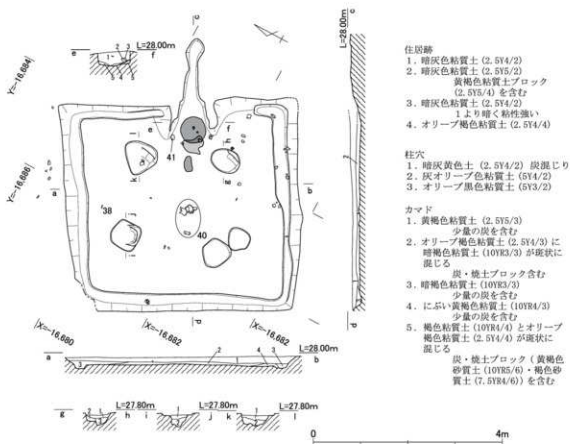 c
L=28.00m
c
e
2
3
1
4
5
5
L=28.00m
f
Y=-16,684
e
f
41
Y=-16,686
a
b
38
40
2
X=-16,680
X=-16,682
X=-16,682
d
d
a
L=28.00m
b
3
2
4
3
g
L=27.80m
h
i
L=27.80m
j
k
L=27.80m
l
0
4m
住居跡
1．暗灰色粘質土 (2.5Y4/2)
2．暗灰色粘質土 (2.5Y5/2)
黄褐色粘質土ブロック
(2.5Y5/4) を含む
3．暗灰色粘質土 (2.5Y4/2)
1より暗く粘性強い
4．オリーブ褐色粘質土 (2.5Y4/4)
柱穴
1．暗灰黄色土 (2.5Y4/2) 炭混じり
2．灰オリーブ色粘質土 (5Y4/2)
3．オリーブ黒色粘質土 (5Y3/2)
カマド
1．黄褐色粘質土 (2.5Y5/3)
少量の炭を含む
2．オリーブ褐色粘質土 (2.5Y4/3) に
暗褐色粘質土 (10YR3/3) が斑状に
混じる
炭・焼土ブロック含む
3．暗褐色粘質土 (10YR3/3)
少量の炭を含む
4．にぶい黄褐色粘質土 (10YR4/3)
少量の炭を含む
5．褐色粘質土 (10YR4/4) とオリーブ
褐色粘質土 (2.5Y4/4) が斑状に
混じる
炭・焼土ブロック (黄褐色
砂質土 (10YR5/6)・褐色砂
質土 (7.5YR4/6)) を含む